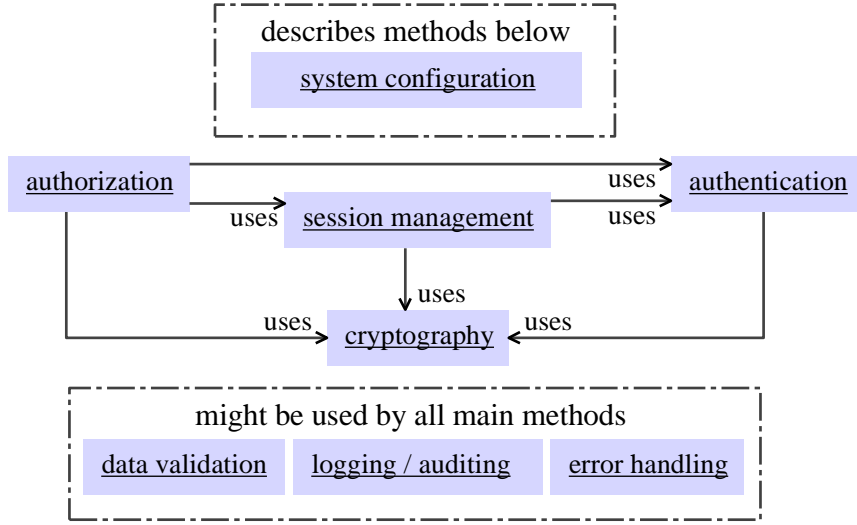 describes methods below
system configuration
authorization
uses
authentication
uses
session management
uses
uses
uses
uses
cryptography
might be used by all main methods
data validation
logging / auditing
error handling